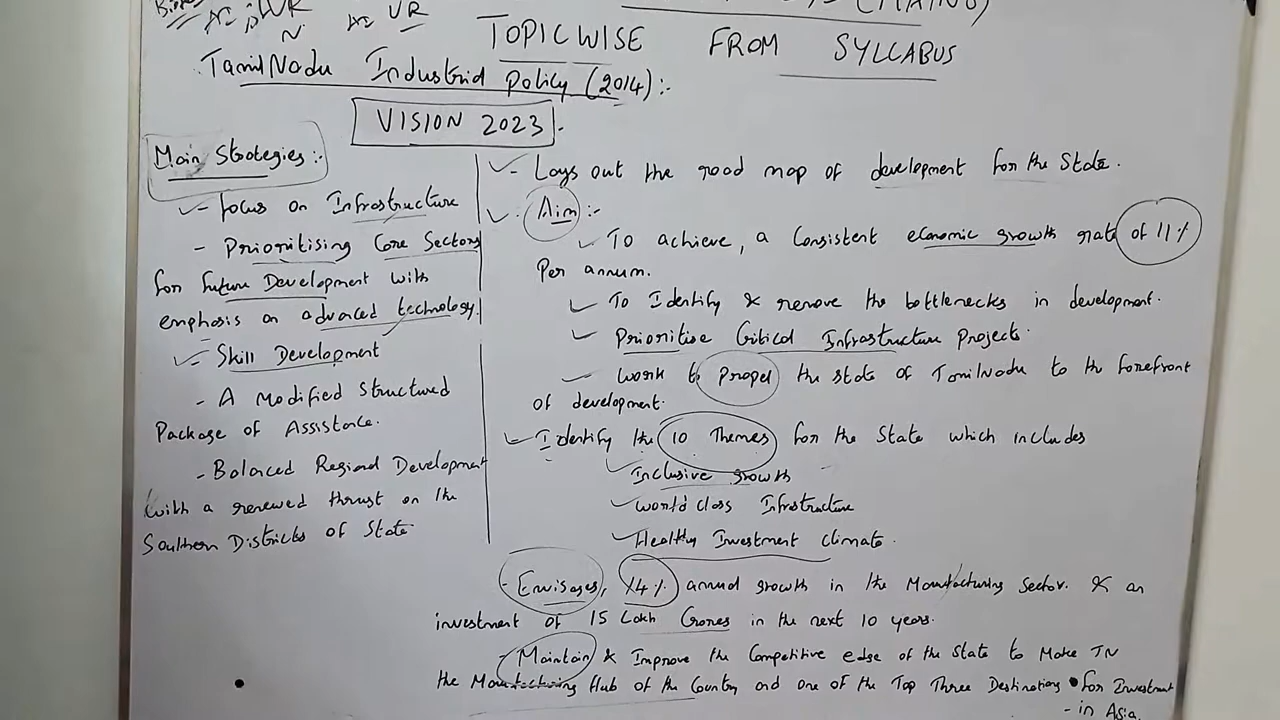 (MAINS)
UR
UR
N
TOPICWISE FROM SYLLABUS
TamilNadu Industrial Policy (2014):-
VISION 2023.
Main Strategies:-
- focus on Infrastructure
- Prioritising Core Sectors
for future Development with
emphasis on advaced technology.
- Skill Development
- A Modified Structured
Package of Assistance.
- Balanced Regional Development
with a renewed thrust on the
Southern Districts of State
- Lays out the good map of development for the State.
Aim:-
To achieve, a Consistent economic growth rate of 11%
Per annum.
To Identify & remove the bottlenecks in development.
Prioritise Critical Infrastructure Projects.
Work to propel the state of TamilNadu to the forefront
of development.
Identify the 10 Themes for the State which includes
Inclusive growth
World class Infrastructure
Healthy Investment climate.
- Envisages, 14% annual growth in the Manufacturing Sector. & an
investment of 15 Lakh Crores in the next 10 years.
- Maintain & Improve the Competitive edge of the State to Make TN
the Manufacturing Hub of the Country and one of the Top Three Destinations for Investment
- in Asia.